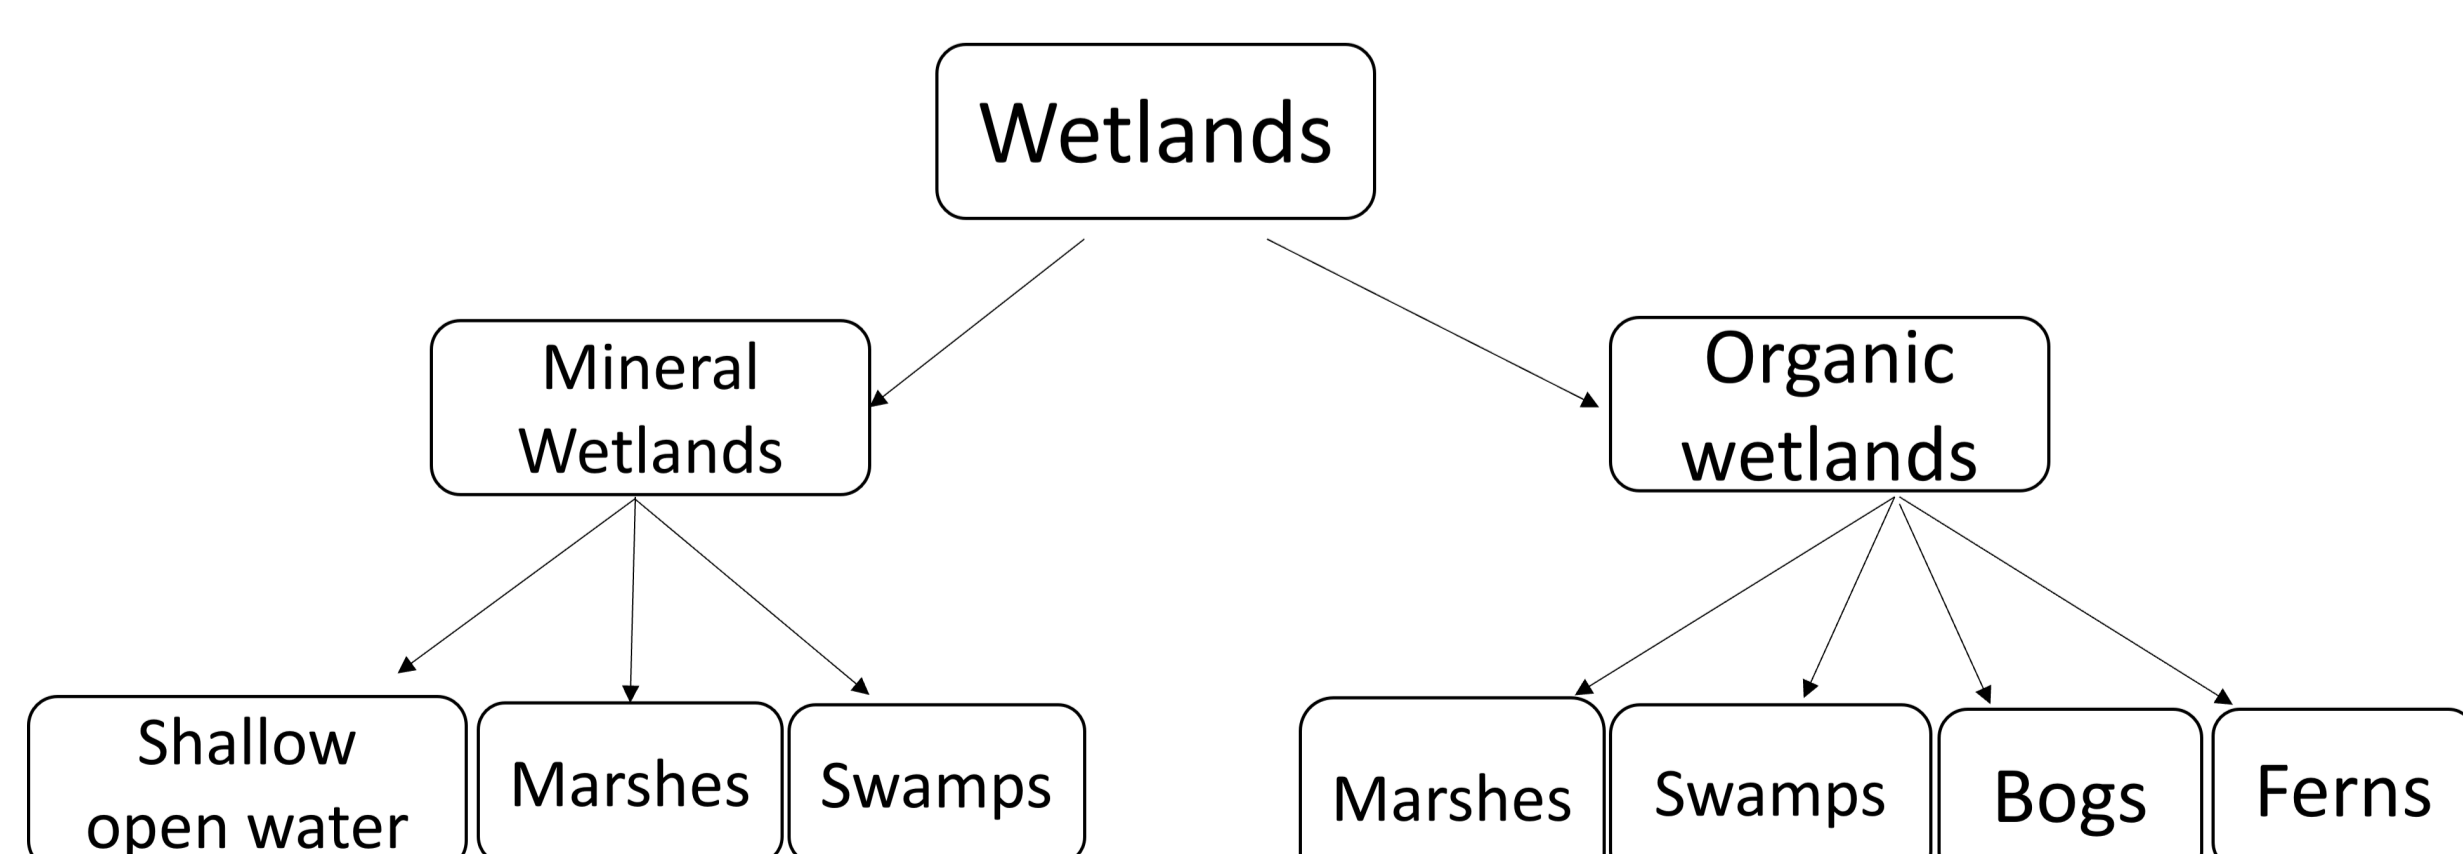 Wetlands
Mineral
Wetlands
Organic
wetlands
Shallow
open water
Marshes
Swamps
Marshes
Swamps
Bogs
Ferns